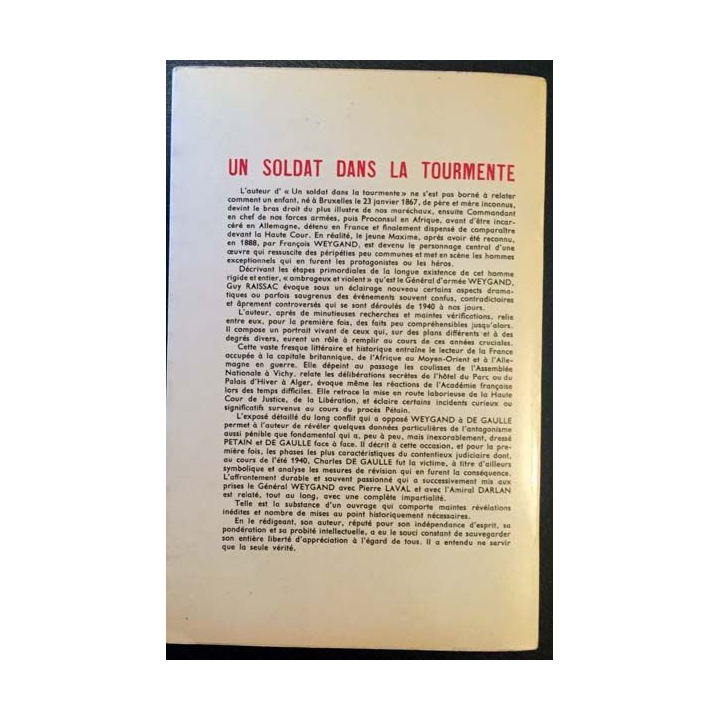 UN SOLDAT DANS LA TOURMENTE
L'auteur d' « Un soldat dans la tourmente » ne s'est pas borné à relater
comment un enfant, né à Bruxelles le 23 janvier 1867, de père et mère inconnus,
devint le bras droit du plus illustre de nos maréchaux, ensuite Commandant
en chef de nos forces armées, puis Proconsul en Afrique, avant d'être incar-
céré en Allemagne, détenu en France et finalement dispensé de comparaître
devant la Haute Cour. En réalité, le jeune Maxime, après avoir été reconnu,
en 1888, par François WEYGAND, est devenu le personnage central d'une
œuvre qui ressuscite des péripéties peu communes et met en scène les hommes
exceptionnels qui en furent les protagonistes ou les héros.
Décrivant les étapes primordiales de la longue existence de cet homme
rigide et entier, « ombrageux et violent » qu'est le Général d'armée WEYGAND,
Guy RAISSAC évoque sous un éclairage nouveau certains aspects drama-
tiques ou parfois saugrenus des événements souvent confus, contradictoires
et âprement controversés qui se sont déroulés de 1940 à nos jours.
L'auteur, après de minutieuses recherches et maintes vérifications, relie
entre eux, pour la première fois, des faits peu compréhensibles jusqu'alors.
Il compose un portrait vivant de ceux qui, sur des plans différents et à des
degrés divers, eurent un rôle à remplir au cours de ces années cruciales.
Cette vaste fresque littéraire et historique entraîne le lecteur de la France
occupée à la capitale britannique, de l'Afrique au Moyen-Orient et à l'Alle-
magne en guerre. Elle dépeint au passage les coulisses de l'Assemblée
Nationale à Vichy, relate les délibérations secrètes de l'hôtel du Parc ou du
Palais d'Hiver à Alger, évoque même les réactions de l'Académie française
lors des temps difficiles. Elle retrace la mise en route laborieuse de la Haute
Cour de Justice, de la Libération, et éclaire certains incidents curieux ou
significatifs survenus au cours du procès Pétain.
L'exposé détaillé du long conflit qui a opposé WEYGAND à DE GAULLE
permet à l'auteur de révéler quelques données particulières de l'antagonisme
aussi pénible que fondamental qui a, peu à peu, mais inexorablement, dressé
PETAIN et DE GAULLE face à face. Il décrit à cette occasion, et pour la pre-
mière fois, les phases les plus caractéristiques du contentieux judiciaire dont,
au cours de l'été 1940, Charles DE GAULLE fut la victime, à titre d'ailleurs
symbolique et analyse les mesures de révision qui en furent la conséquence.
L'affrontement durable et souvent passionné qui a successivement mis aux
prises le Général WEYGAND avec Pierre LAVAL et avec l'Amiral DARLAN
est relaté, tout au long, avec une complète impartialité.
Telle est la substance d'un ouvrage qui comporte maintes révélations
inédites et nombre de mises au point historiquement nécessaires.
En le rédigeant, son auteur, réputé pour son indépendance d'esprit, sa
pondération et sa probité intellectuelle, a eu le souci constant de sauvegarder
son entière liberté d'appréciation à l'égard de tous. Il a entendu ne servir
que la seule vérité.